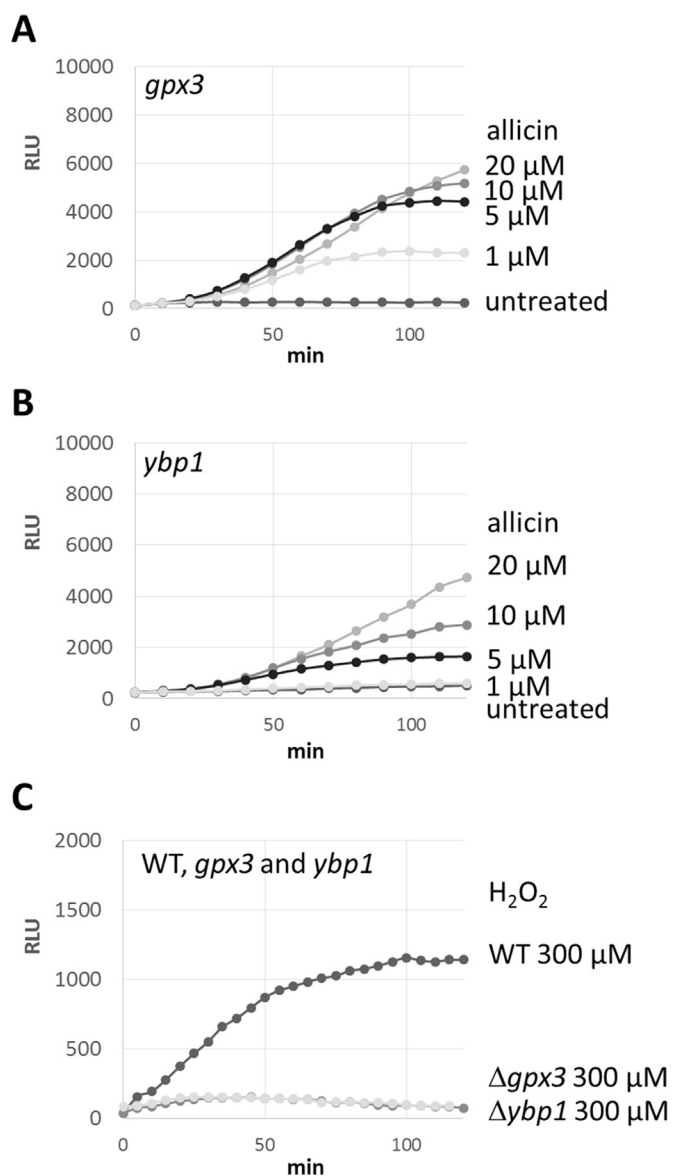 A
gpx3
10000
8000
6000
4000
2000
0
RLU
0 50 100
min
allicin
20 µM
10 µM
5 µM
1 µM
untreated
B
ybp1
10000
8000
6000
4000
2000
0
RLU
0 50 100
min
allicin
20 µM
10 µM
5 µM
1 µM
untreated
C
WT, gpx3 and ybp1
2000
1500
1000
500
0
RLU
0 50 100
min
H₂O₂
WT 300 µM
Δgpx3 300 µM
Δybp1 300 µM